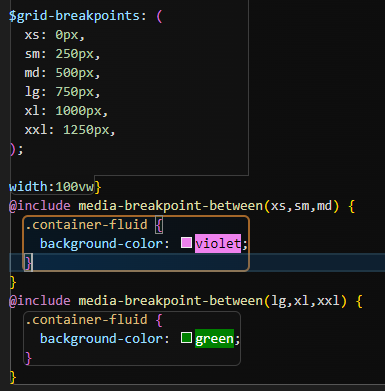 $grid-breakpoints: (
xs: 0px,
sm: 250px,
md: 500px,
lg: 750px,
xl: 1000px,
xxl: 1250px,
);
width:100vw}
@include media-breakpoint-between(xs,sm,md) {
.container-fluid {
background-color: violet;
}
}
@include media-breakpoint-between(lg,xl,xxl) {
.container-fluid {
background-color: green;
}
}